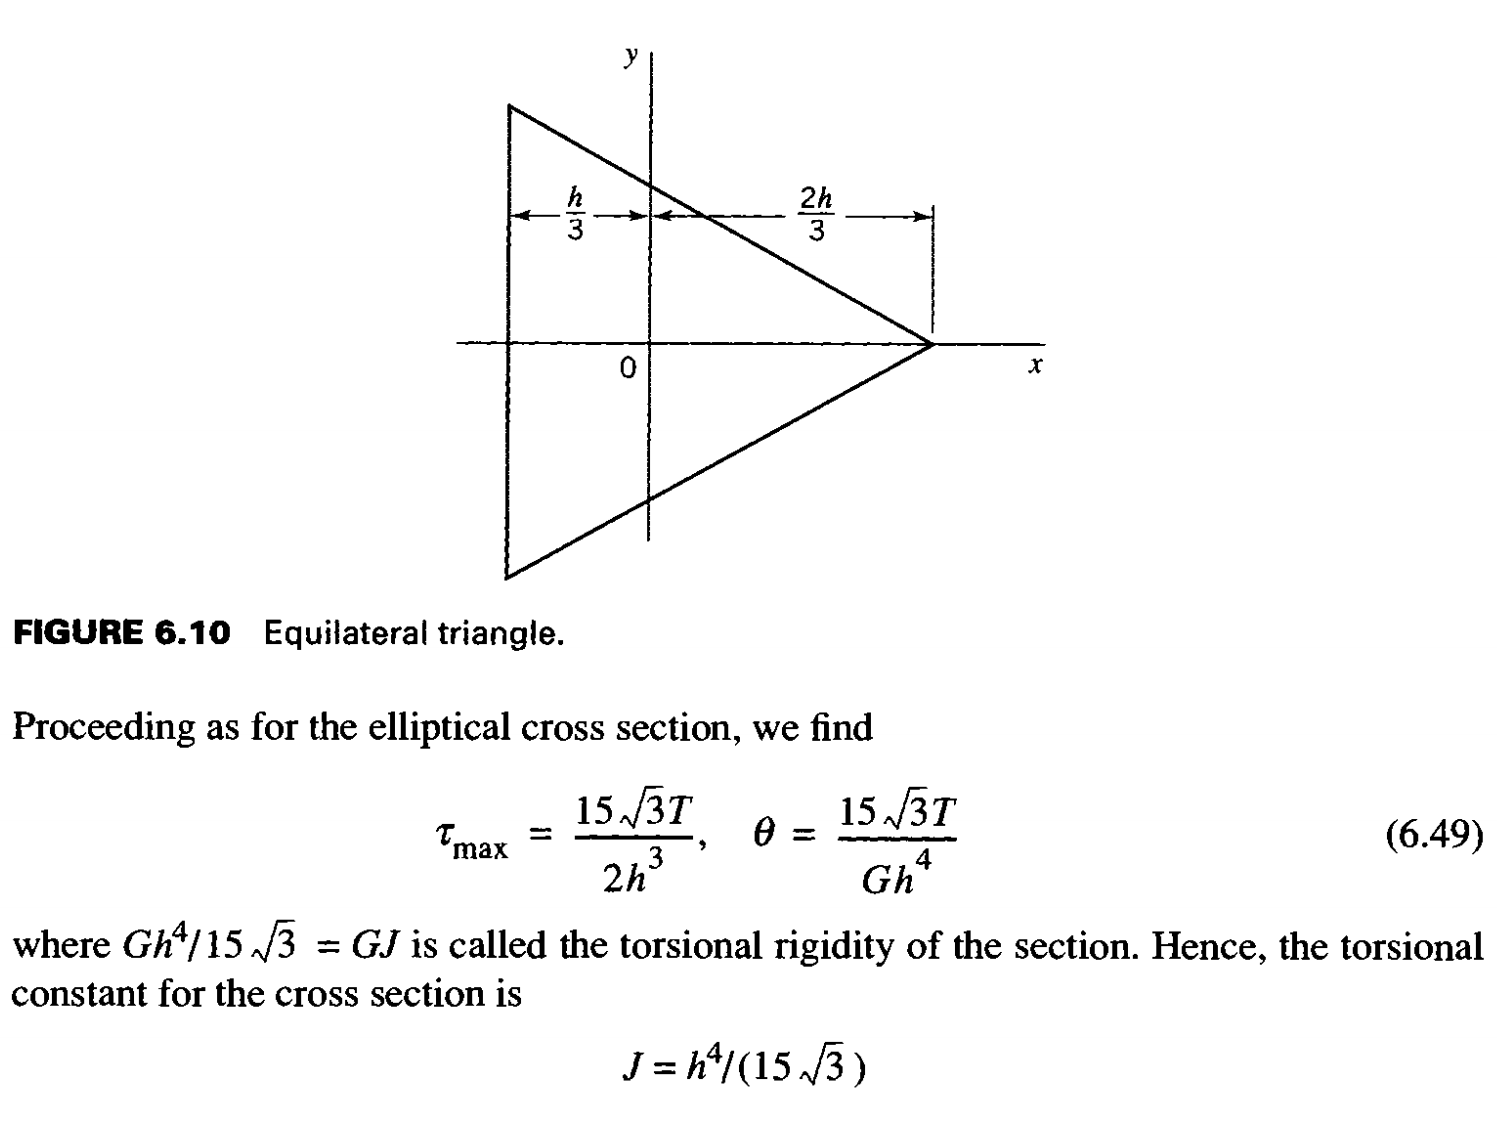 y
h
3
2h
3
0
x
FIGURE 6.10 Equilateral triangle.
Proceeding as for the elliptical cross section, we find
τmax = 15√3T / 2h³, θ = 15√3T / Gh⁴ (6.49)
where Gh⁴/15√3 = GJ is called the torsional rigidity of the section. Hence, the torsional
constant for the cross section is
J = h⁴/(15√3)